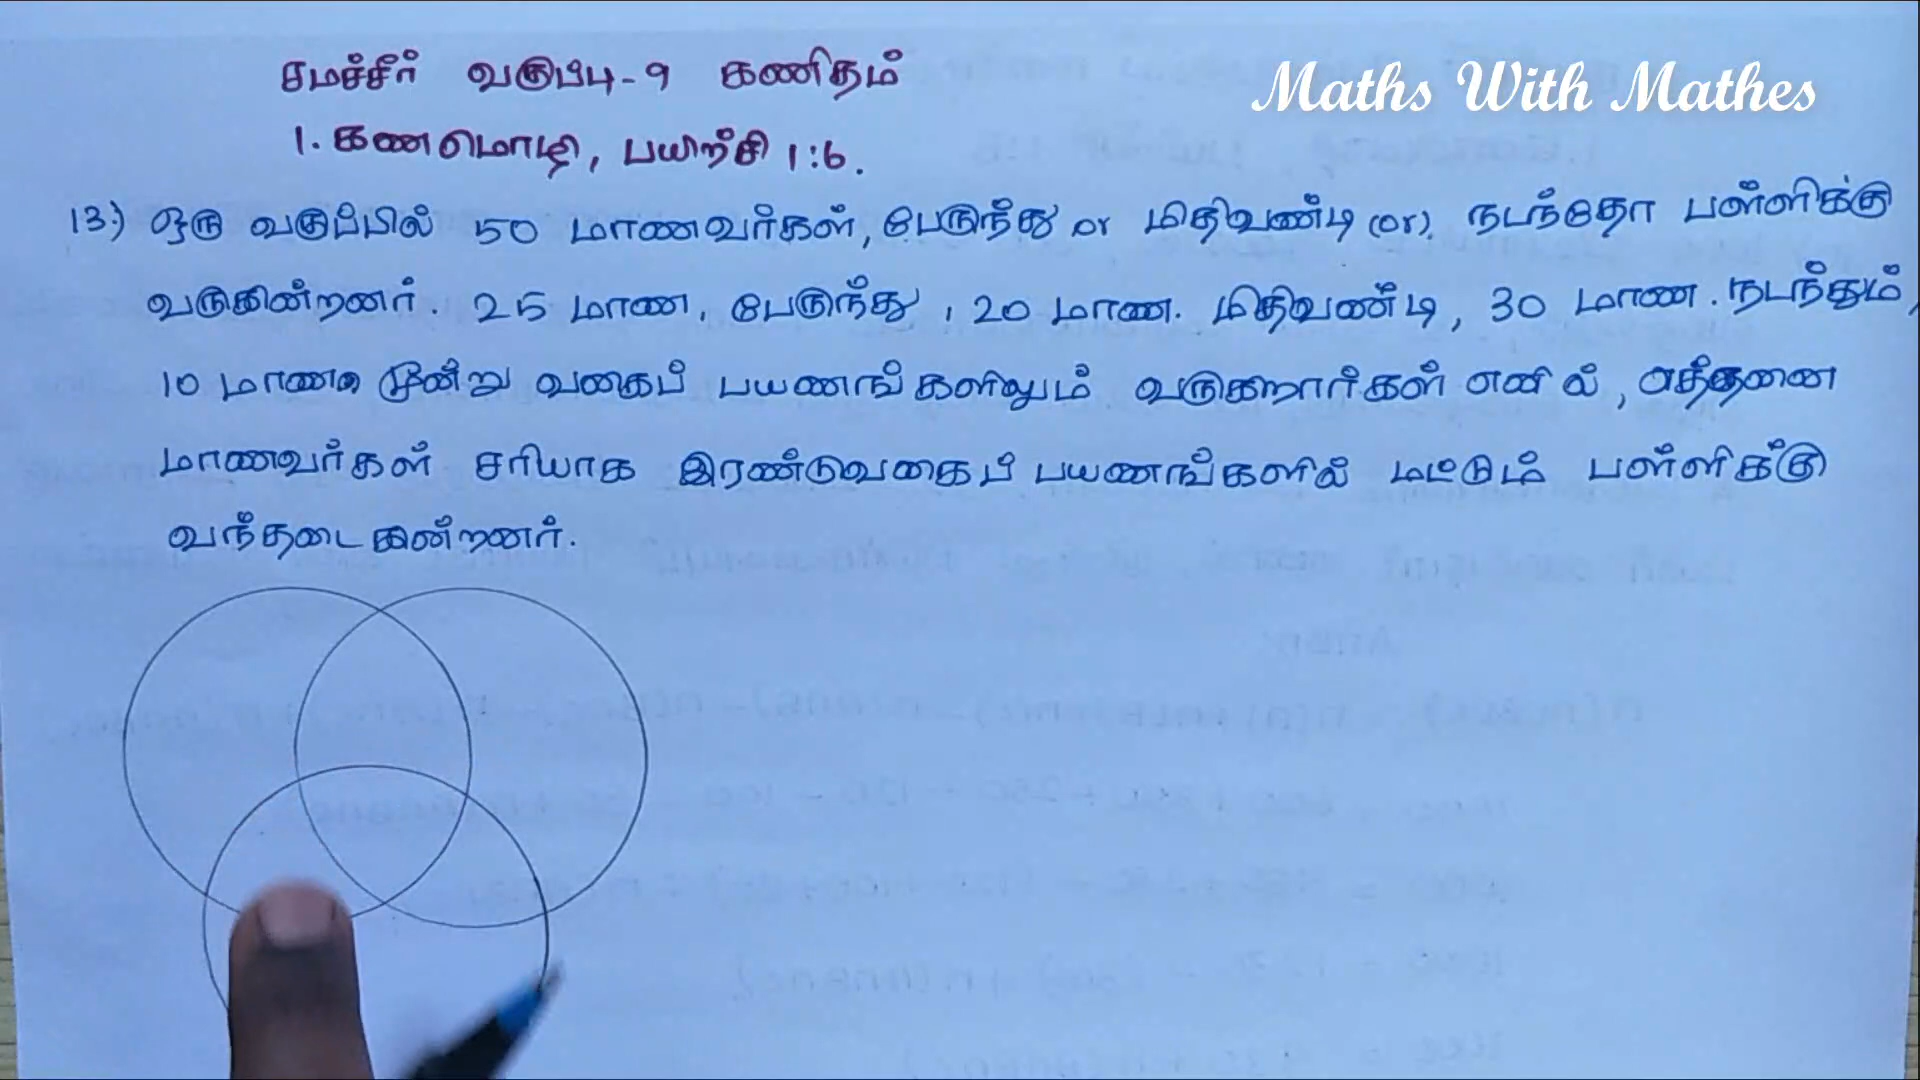 Maths With Mathes
சமச்சீர் வகுப்பு-9 கணிதம்
1. கணமொழி, பயிற்சி 1:6.
13:) ஒரு வகுப்பில் 50 மாணவர்கள், பேருந்து or மிதிவண்டி (or). நடந்தோ பள்ளிக்கு
வருகின்றனர். 25 மாண, பேருந்து, 20 மாண. மிதிவண்டி, 30 மாண. நடந்தும்,
10 மாண மூன்று வகைப் பயணங்களிலும் வருகிறார்கள் எனில், எத்தனை
மாணவர்கள் சரியாக இரண்டுவகைப் பயணங்களில் மட்டும் பள்ளிக்கு
வந்தடைகின்றனர்.